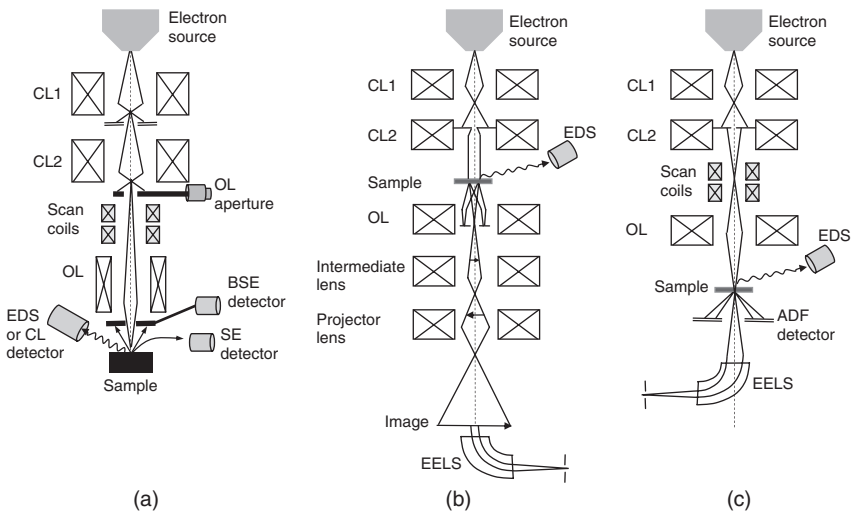 Electron
source
CL1
CL2
OL
aperture
Scan
coils
OL
BSE
detector
EDS
or CL
detector
SE
detector
Sample
(a)
Electron
source
CL1
CL2
EDS
Sample
OL
Intermediate
lens
Projector
lens
Image
EELS
(b)
Electron
source
CL1
CL2
Scan
coils
OL
EDS
Sample
ADF
detector
EELS
(c)